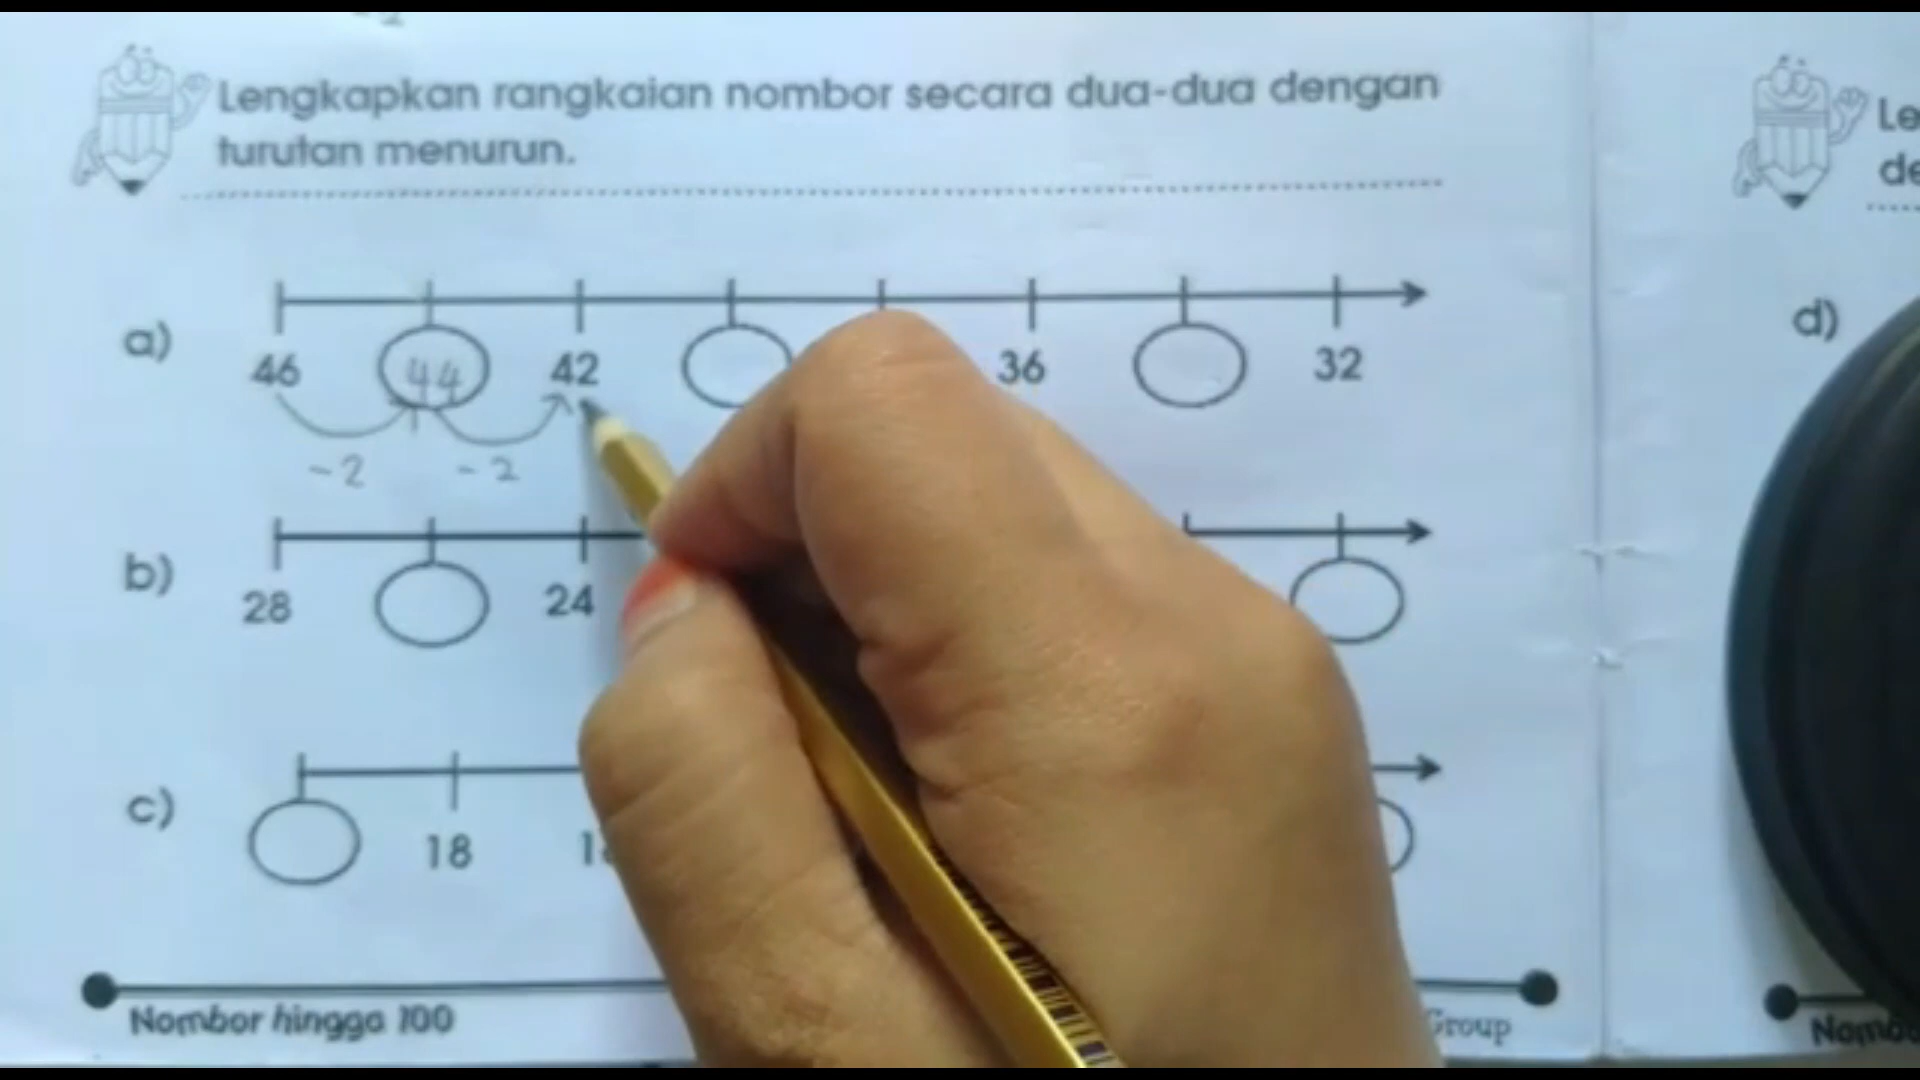 -2
Lengkapkan rangkaian nombor secara dua-dua dengan
turutan menurun.
a)
46 44 42 36 32
-2 -2
b)
28 24
c)
18
Nombor hingga 100
Group
d)